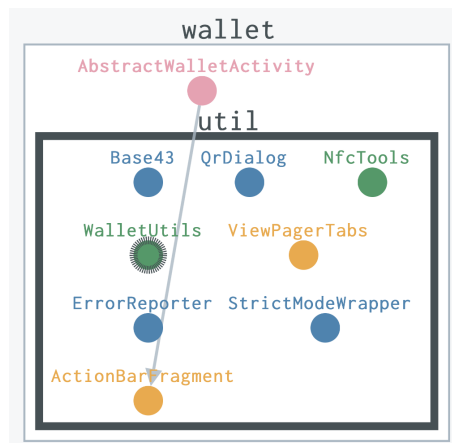 wallet
AbstractWalletActivity
util
Base43 QrDialog NfcTools
WalletUtils ViewPagerTabs
ErrorReporter StrictModeWrapper
ActionBarFragment